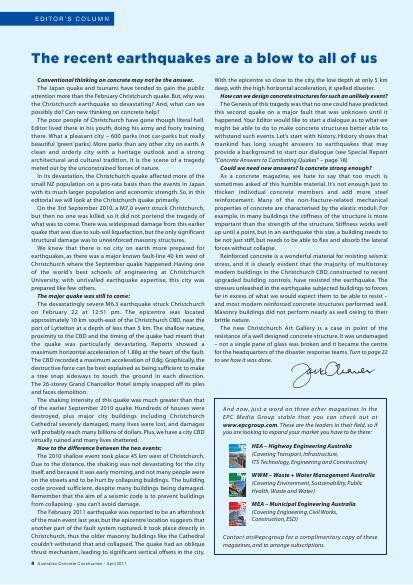 EDITOR'S COLUMN
The recent earthquakes are a blow to all of us
Conventional thinking on concrete may not be the answer.
The Japan quake and tsunami have tended to gain the public
attention more than the February Christchurch quake. But, why was
the Christchurch earthquake so devastating? And, what can we
possibly do? Can new thinking on concrete help?
The poor people of Christchurch have gone though literal hell.
Editor lived there in his youth, doing his army and footy training
there. What a pleasant city – 600 parks (not car-parks but really
beautiful 'green' parks). More parks than any other city on earth. A
clean and orderly city with a heritage outlook and a strong
architectural and cultural tradition, it is the scene of a tragedy
meted out by the uncontrolled forces of nature.
In its devastation, the Christchurch quake affected more of the
small NZ population on a pro-rata basis than the events in Japan
with its much larger population and economic strength. So, in this
editorial we will look at the Christchurch quake primarily.
On the 3rd September 2010, a M7.0 event struck Christchurch,
but then no one was killed, so it did not portend the tragedy of
what was to come. There was widespread damage from this earlier
quake that was due to sub-soil liquefaction, but the only significant
structural damage was to unreinforced masonry structures.
We knew that there is no city on earth more prepared for
earthquakes, as there was a major known fault-line 40 km west of
Christchurch where the September quake happened. Having one
of the world's best schools of engineering at Christchurch
University, with unrivalled earthquake expertise, this city was
prepared like few others.
The major quake was still to come:
The devastatingly severe M6.3 earthquake struck Christchurch
on February 22 at 12:51 pm. The epicentre was located
approximately 10 km south-east of the Christchurch CBD, near the
port of Lyttelton at a depth of less than 5 km. The shallow nature,
proximity to the CBD and the timing of the quake had meant that
the quake was particularly devastating. Reports showed a
maximum horizontal acceleration of 1.88g at the heart of the fault.
The CBD recorded a maximum acceleration of 0.8g. Graphically, the
destructive force can be best explained as being sufficient to make
a tree snap sideways to touch the ground in each direction.
The 26-storey Grand Chancellor Hotel simply snapped off its piles
and faces demolition.
The shaking intensity of this quake was much greater than that
of the earlier September 2010 quake. Hundreds of houses were
destroyed, plus major city buildings including Christchurch
Cathedral severely damaged, many lives were lost, and damages
will probably reach many billions of dollars. Plus, we have a city CBD
virtually ruined and many lives shattered.
Now to the difference between the two events:
The 2010 shallow event took place 45 km west of Christchurch.
Due to the distance, the shaking was not devastating for the city
itself, and because it was early morning, and not many people were
on the streets and to be hurt by collapsing buildings. The building
code proved sufficient, despite many buildings being damaged.
Remember that the aim of a seismic code is to prevent buildings
from collapsing - you can't avoid damage.
The February 2011 earthquake was reported to be an aftershock
of the main event last year, but the epicentre location suggests that
another part of the fault system ruptured. It took place directly in
Christchurch, thus the older masonry buildings like the Cathedral
couldn't withstand that and collapsed. The quake had an oblique
thrust mechanism, leading to significant vertical offsets in the city.
With the epicentre so close to the city, the low depth at only 5 km
deep, with the high horizontal acceleration, it spelled disaster.
How can we design concrete structures for such an unlikely event?
The Genesis of this tragedy was that no one could have predicted
this second quake on a major fault that was unknown until it
happened. Your Editor would like to start a dialogue as to what we
might be able to do to make concrete structures better able to
withstand such events. Let's start with history. History shows that
mankind has long sought answers to earthquakes that may
provide a background to start our dialogue (see Special Report
"Concrete Answers to Combating Quakes" – page 18)
Could we need new answers? Is concrete strong enough?
As a concrete magazine, we hate to say that too much is
sometimes asked of this humble material. It's not enough just to
thicken individual concrete members and add more steel
reinforcement. Many of the non-fracture-related mechanical
properties of concrete are characterised by the elastic moduli. For
example, in many buildings the stiffness of the structure is more
important than the strength of the structure. Stiffness works well
up until a point, but in an earthquake this size, a building needs to
be not just stiff, but needs to be able to flex and absorb the lateral
forces without collapse.
Reinforced concrete is a wonderful material for resisting seismic
stress, and it is clearly evident that the majority of multistorey
modern buildings in the Christchurch CBD, constructed to recent
upgraded building controls, have resisted the earthquake. The
stresses unleashed in the earthquake subjected buildings to forces
far in excess of what we would expect them to be able to resist –
and most modern reinforced concrete structures performed well.
Masonry buildings did not perform nearly as well owing to their
brittle nature.
The new Christchurch Art Gallery is a case in point of the
resistance of a well designed concrete structure. It was undamaged
– not a single pane of glass was broken and it became the centre
for the headquarters of the disaster response teams. Turn to page 22
to see how it was done.
And now, just a word on three other magazines in the
EPC Media Group stable that you can check out at
www.epcgroup.com. These are the leaders in their field, so if
you are looking to expand your market you have to be there:
HEA – Highway Engineering Australia
(Covering Transport, Infrastructure,
ITS Technology, Engineering and Construction)
WWM – Waste + Water Management Australia
(Covering Environment, Sustainability, Public
Health, Waste and Water)
MEA – Municipal Engineering Australia
(Covering Engineering, Civil Works,
Construction, ESD)
Contact ats@epcgroup for a complimentary copy of these
magazines, and to arrange subscriptions.
4 Australian Concrete Construction – April 2011